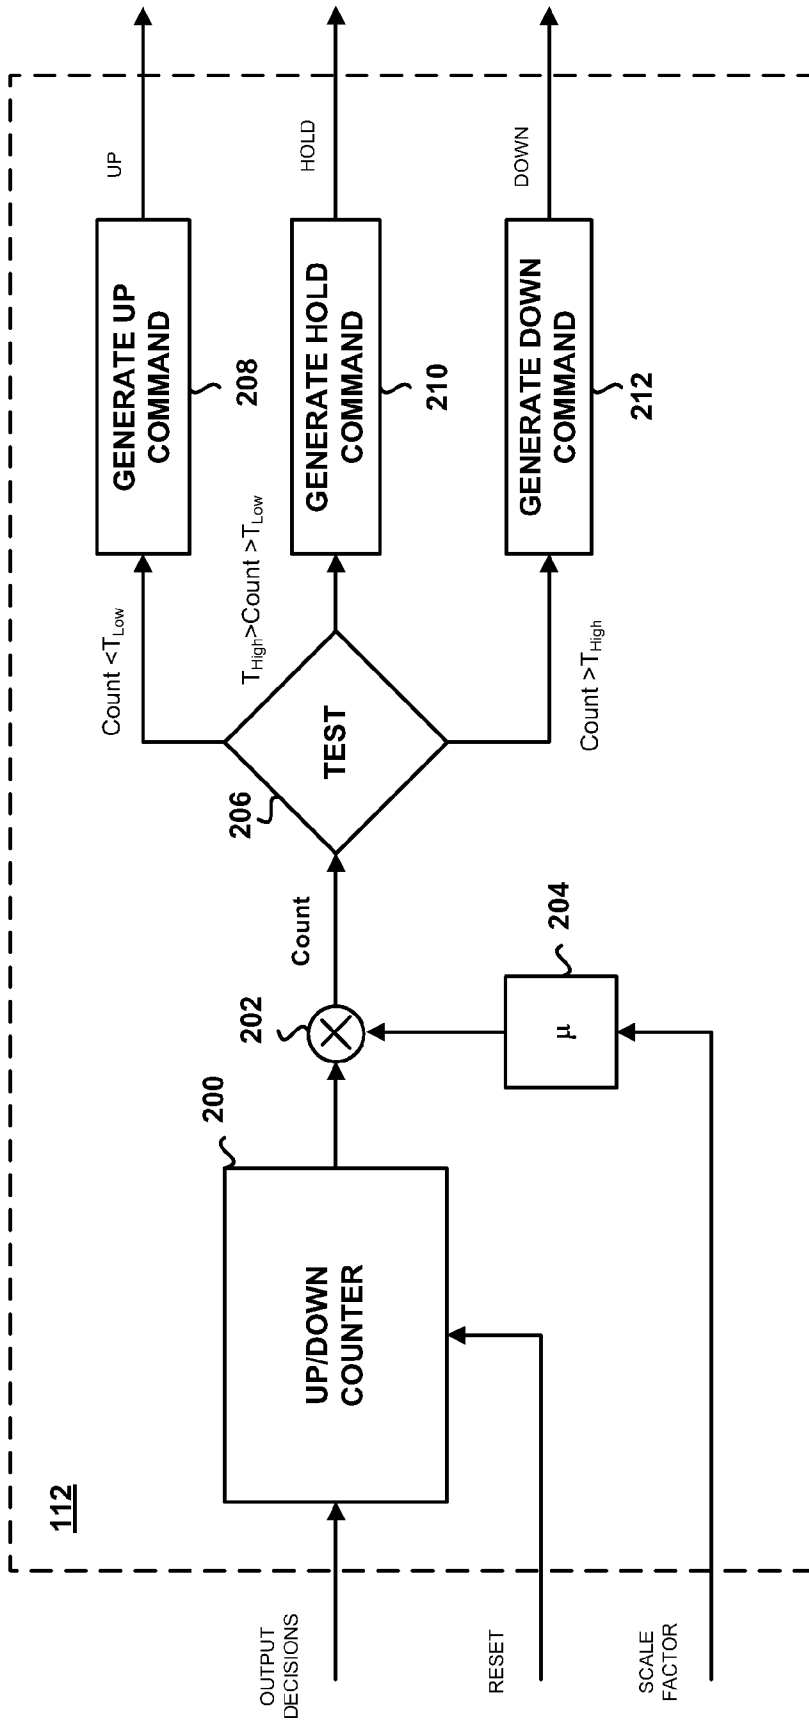 112
OUTPUT
DECISIONS
RESET
SCALE
FACTOR
UP/DOWN
COUNTER
200
202
204
μ
Count
206
TEST
Count <T_Low
T_High>Count >T_Low
Count >T_High
GENERATE UP
COMMAND
208
GENERATE HOLD
COMMAND
210
GENERATE DOWN
COMMAND
212
UP
HOLD
DOWN